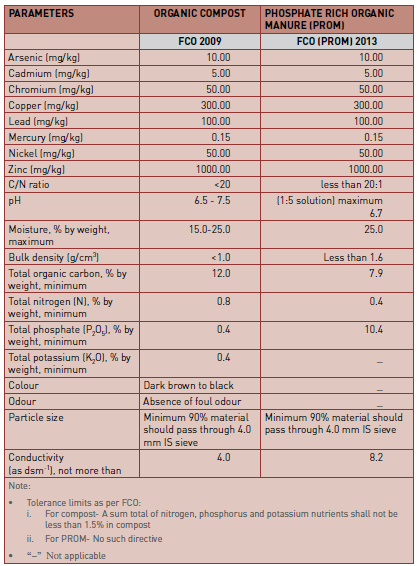 PARAMETERS ORGANIC COMPOST PHOSPHATE RICH ORGANIC
MANURE (PROM)
FCO 2009 FCO (PROM) 2013
Arsenic (mg/kg) 10.00 10.00
Cadmium (mg/kg) 5.00 5.00
Chromium (mg/kg) 50.00 50.00
Copper (mg/kg) 300.00 300.00
Lead (mg/kg) 100.00 100.00
Mercury (mg/kg) 0.15 0.15
Nickel (mg/kg) 50.00 50.00
Zinc (mg/kg) 1000.00 1000.00
C/N ratio <20 less than 20:1
pH 6.5 - 7.5 (1:5 solution) maximum
6.7
Moisture, % by weight, 15.0-25.0 25.0
maximum
Bulk density (g/cm³) <1.0 Less than 1.6
Total organic carbon, % by 12.0 7.9
weight, minimum
Total nitrogen (N), % by 0.8 0.4
weight, minimum
Total phosphate (P₂O₅), % by 0.4 10.4
weight, minimum
Total potassium (K₂O), % by 0.4 _
weight, minimum
Colour Dark brown to black _
Odour Absence of foul odour _
Particle size Minimum 90% material Minimum 90% material should
should pass through 4.0 pass through 4.0 mm IS sieve
mm IS sieve
Conductivity 4.0 8.2
(as dsm⁻¹), not more than
Note:
• Tolerance limits as per FCO:
i. For compost- A sum total of nitrogen, phosphorus and potassium nutrients shall not be
less than 1.5% in compost
ii. For PROM- No such directive
• “–” Not applicable